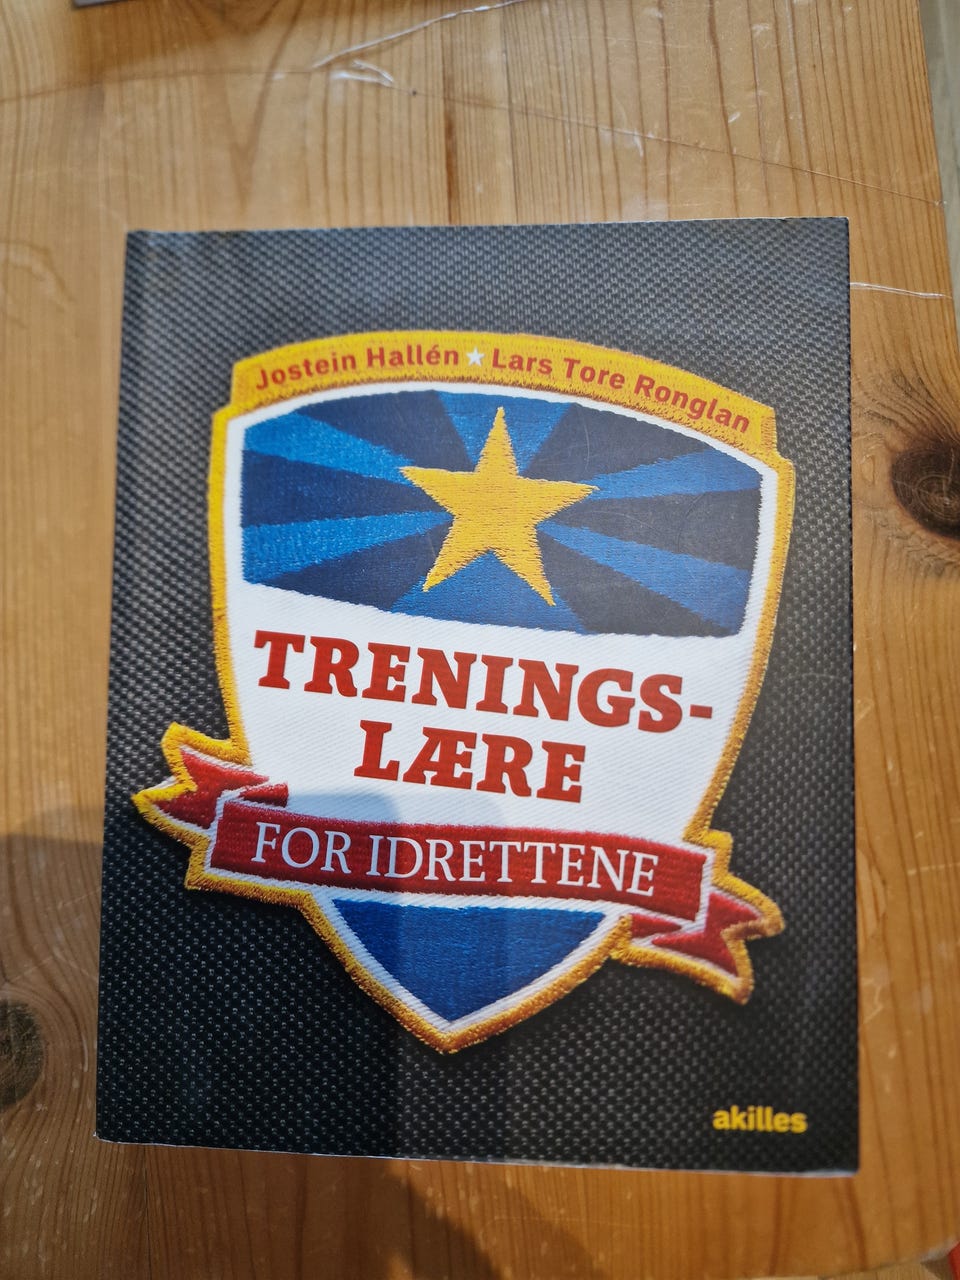 Jostein Hallén ★ Lars Tore Ronglan
TRENINGS-
LÆRE
FOR IDRETTENE
akilles